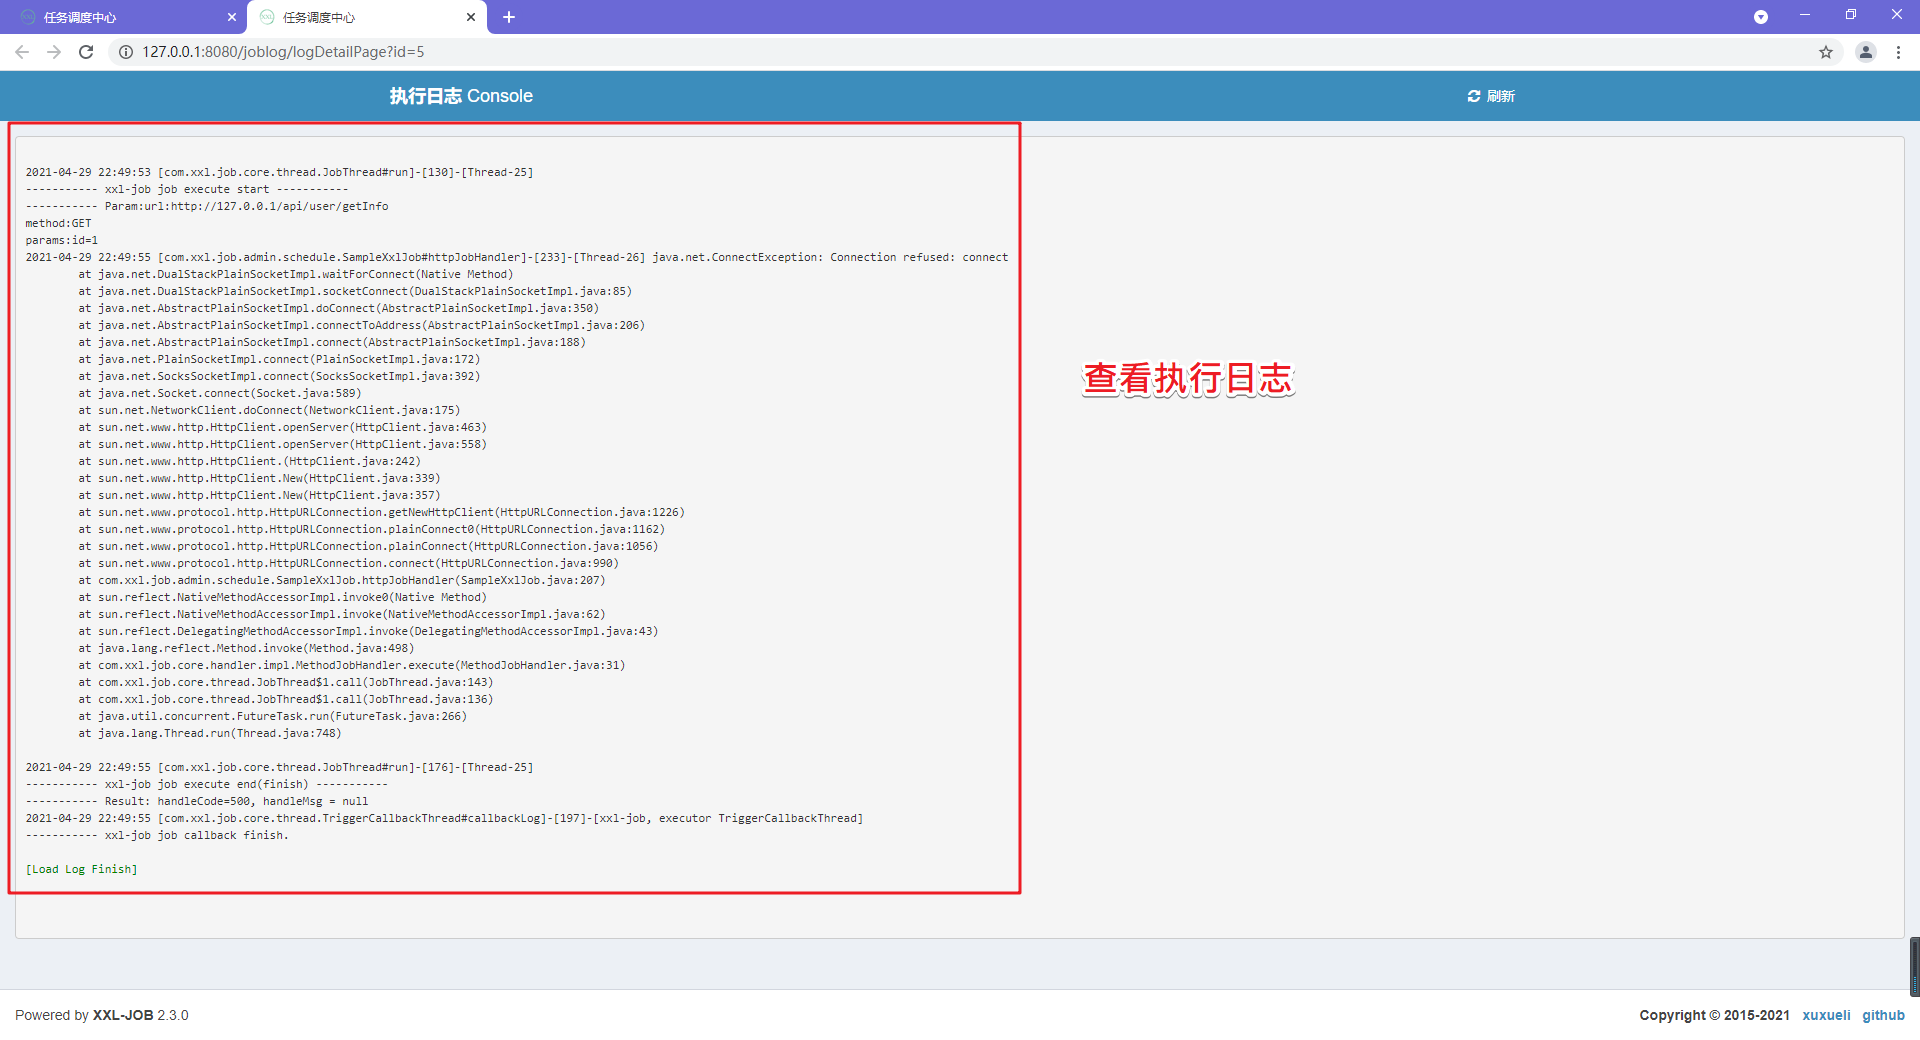 任务调度中心
任务调度中心
127.0.0.1:8080/joblog/logDetailPage?id=5
执行日志 Console
刷新
2021-04-29 22:49:53 [com.xxl.job.core.thread.JobThread#run]-[130]-[Thread-25]
----------- xxl-job job execute start -----------
----------- Param:url:http://127.0.0.1/api/user/getInfo
method:GET
params:id=1
2021-04-29 22:49:55 [com.xxl.job.admin.schedule.SampleXxlJob#httpJobHandler]-[233]-[Thread-26] java.net.ConnectException: Connection refused: connect
at java.net.DualStackPlainSocketImpl.waitForConnect(Native Method)
at java.net.DualStackPlainSocketImpl.socketConnect(DualStackPlainSocketImpl.java:85)
at java.net.AbstractPlainSocketImpl.doConnect(AbstractPlainSocketImpl.java:350)
at java.net.AbstractPlainSocketImpl.connectToAddress(AbstractPlainSocketImpl.java:206)
at java.net.AbstractPlainSocketImpl.connect(AbstractPlainSocketImpl.java:188)
at java.net.PlainSocketImpl.connect(PlainSocketImpl.java:172)
at java.net.SocksSocketImpl.connect(SocksSocketImpl.java:392)
at java.net.Socket.connect(Socket.java:589)
at sun.net.NetworkClient.doConnect(NetworkClient.java:175)
at sun.net.www.http.HttpClient.openServer(HttpClient.java:463)
at sun.net.www.http.HttpClient.openServer(HttpClient.java:558)
at sun.net.www.http.HttpClient.(HttpClient.java:242)
at sun.net.www.http.HttpClient.New(HttpClient.java:339)
at sun.net.www.http.HttpClient.New(HttpClient.java:357)
at sun.net.www.protocol.http.HttpURLConnection.getNewHttpClient(HttpURLConnection.java:1226)
at sun.net.www.protocol.http.HttpURLConnection.plainConnect0(HttpURLConnection.java:1162)
at sun.net.www.protocol.http.HttpURLConnection.plainConnect(HttpURLConnection.java:1056)
at sun.net.www.protocol.http.HttpURLConnection.connect(HttpURLConnection.java:990)
at com.xxl.job.admin.schedule.SampleXxlJob.httpJobHandler(SampleXxlJob.java:207)
at sun.reflect.NativeMethodAccessorImpl.invoke0(Native Method)
at sun.reflect.NativeMethodAccessorImpl.invoke(NativeMethodAccessorImpl.java:62)
at sun.reflect.DelegatingMethodAccessorImpl.invoke(DelegatingMethodAccessorImpl.java:43)
at java.lang.reflect.Method.invoke(Method.java:498)
at com.xxl.job.core.handler.impl.MethodJobHandler.execute(MethodJobHandler.java:31)
at com.xxl.job.core.thread.JobThread$1.call(JobThread.java:143)
at com.xxl.job.core.thread.JobThread$1.call(JobThread.java:136)
at java.util.concurrent.FutureTask.run(FutureTask.java:266)
at java.lang.Thread.run(Thread.java:748)
2021-04-29 22:49:55 [com.xxl.job.core.thread.JobThread#run]-[176]-[Thread-25]
----------- xxl-job job execute end(finish) -----------
----------- Result: handleCode=500, handleMsg = null
2021-04-29 22:49:55 [com.xxl.job.core.thread.TriggerCallbackThread#callbackLog]-[197]-[xxl-job, executor TriggerCallbackThread]
----------- xxl-job job callback finish.
[Load Log Finish]
查看执行日志
Powered by XXL-JOB 2.3.0
Copyright © 2015-2021 xuxueli github